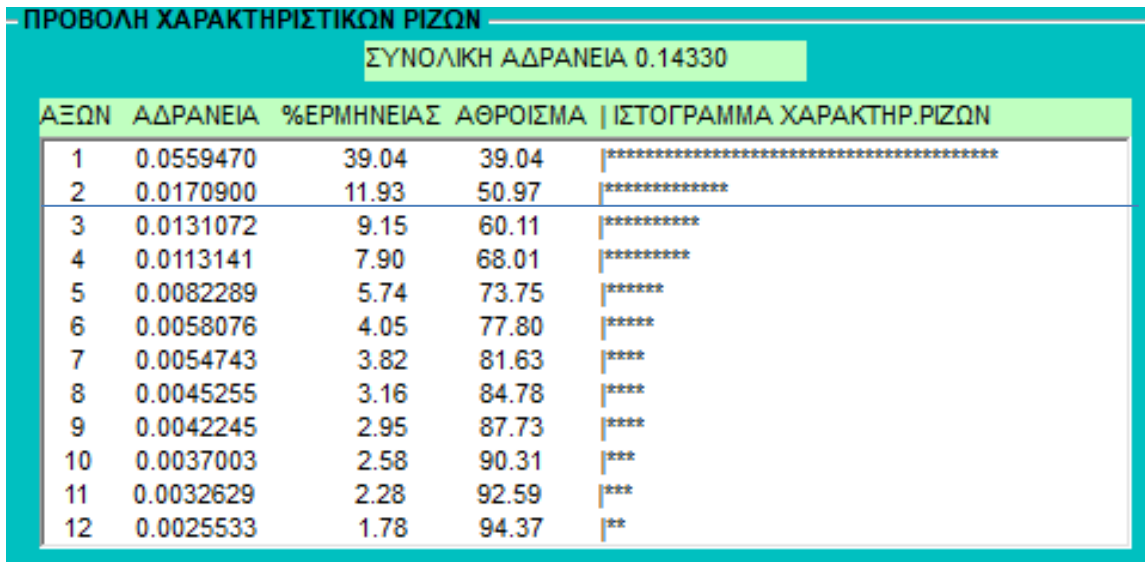 ΠΡΟΒΟΛΗ ΧΑΡΑΚΤΗΡΙΣΤΙΚΩΝ ΡΙΖΩΝ
ΣΥΝΟΛΙΚΗ ΑΔΡΑΝΕΙΑ 0.14330
ΑΞΩΝ ΑΔΡΑΝΕΙΑ %ΕΡΜΗΝΕΙΑΣ ΑΘΡΟΙΣΜΑ | ΙΣΤΟΓΡΑΜΜΑ ΧΑΡΑΚΤΗΡ.ΡΙΖΩΝ
1 0.0559470 39.04 39.04 |*****************************************
2 0.0170900 11.93 50.97 |*************
3 0.0131072 9.15 60.11 |**********
4 0.0113141 7.90 68.01 |*********
5 0.0082289 5.74 73.75 |******
6 0.0058076 4.05 77.80 |*****
7 0.0054743 3.82 81.63 |****
8 0.0045255 3.16 84.78 |****
9 0.0042245 2.95 87.73 |****
10 0.0037003 2.58 90.31 |***
11 0.0032629 2.28 92.59 |***
12 0.0025533 1.78 94.37 |**